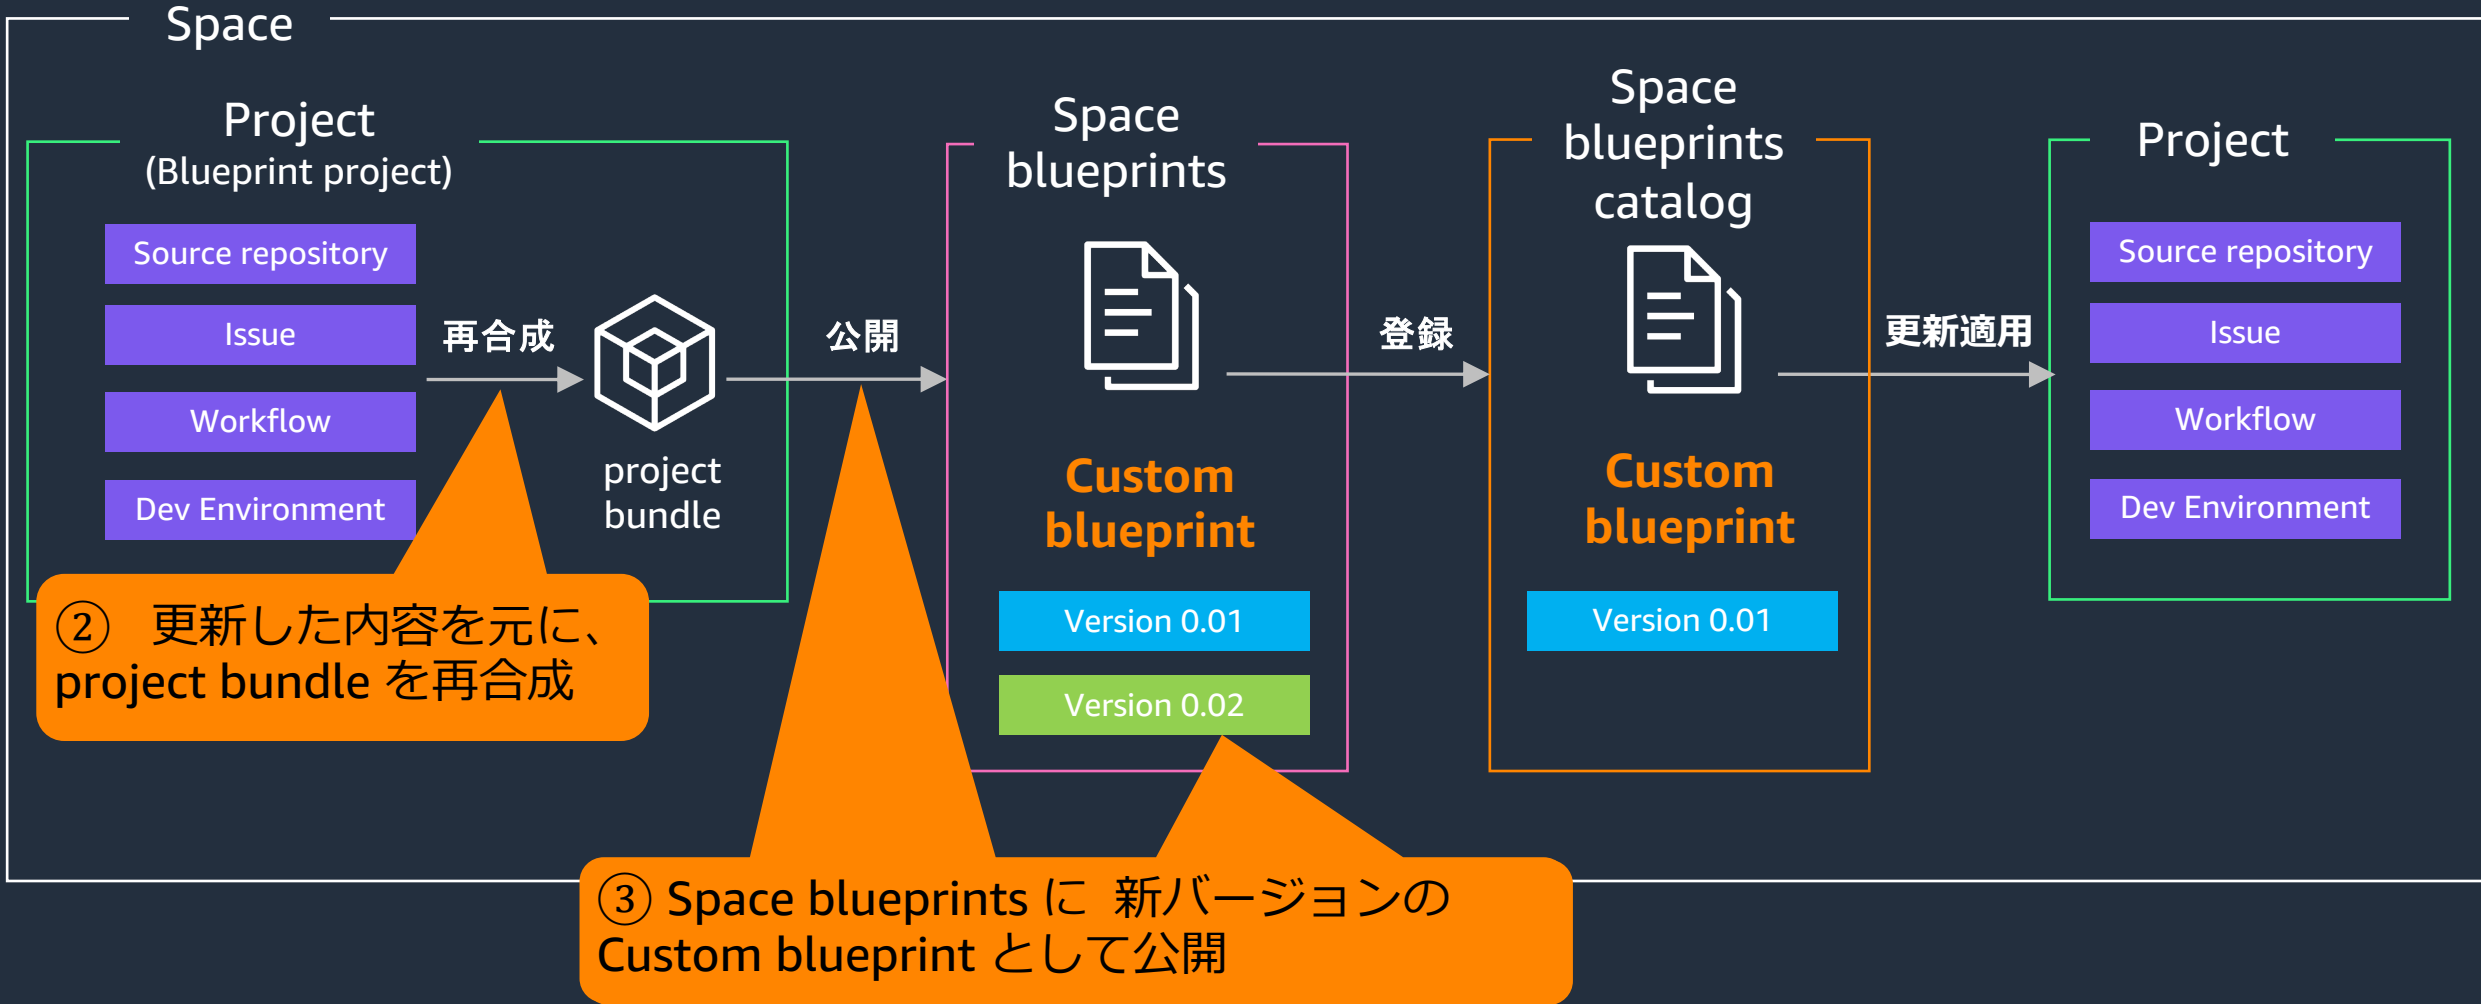 Space
Project
(Blueprint project)
Source repository
Issue
Workflow
Dev Environment
再合成
project
bundle
公開
Space
blueprints
Custom
blueprint
Version 0.01
Version 0.02
登録
Space
blueprints
catalog
Custom
blueprint
Version 0.01
更新適用
Project
Source repository
Issue
Workflow
Dev Environment
② 更新した内容を元に、
project bundle を再合成
③ Space blueprints に 新バージョンの
Custom blueprint として公開